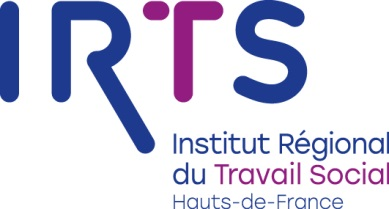 IRTS
Institut Régional
du Travail Social
Hauts-de-France